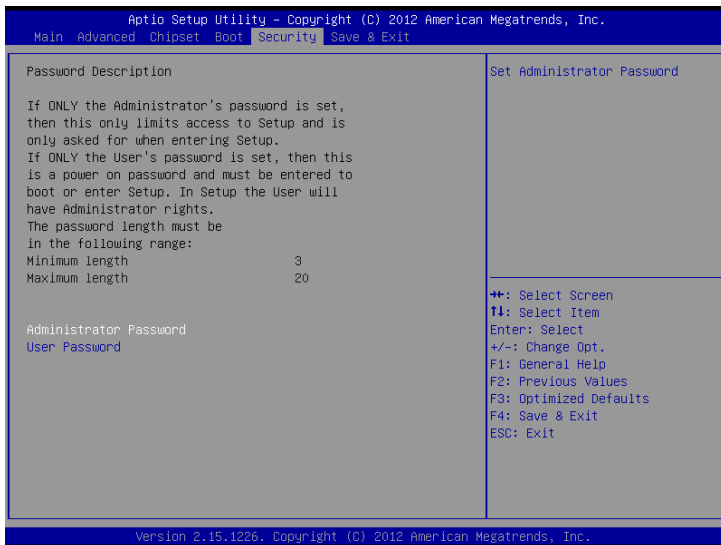 Aptio Setup Utility – Copyright (C) 2012 American Megatrends, Inc.
Main Advanced Chipset Boot Security Save & Exit
Password Description
If ONLY the Administrator's password is set,
then this only limits access to Setup and is
only asked for when entering Setup.
If ONLY the User's password is set, then this
is a power on password and must be entered to
boot or enter Setup. In Setup the User will
have Administrator rights.
The password length must be
in the following range:
Minimum length 3
Maximum length 20
Administrator Password
User Password
Set Administrator Password
→←: Select Screen
↑↓: Select Item
Enter: Select
+/-: Change Opt.
F1: General Help
F2: Previous Values
F3: Optimized Defaults
F4: Save & Exit
ESC: Exit
Version 2.15.1226. Copyright (C) 2012 American Megatrends, Inc.